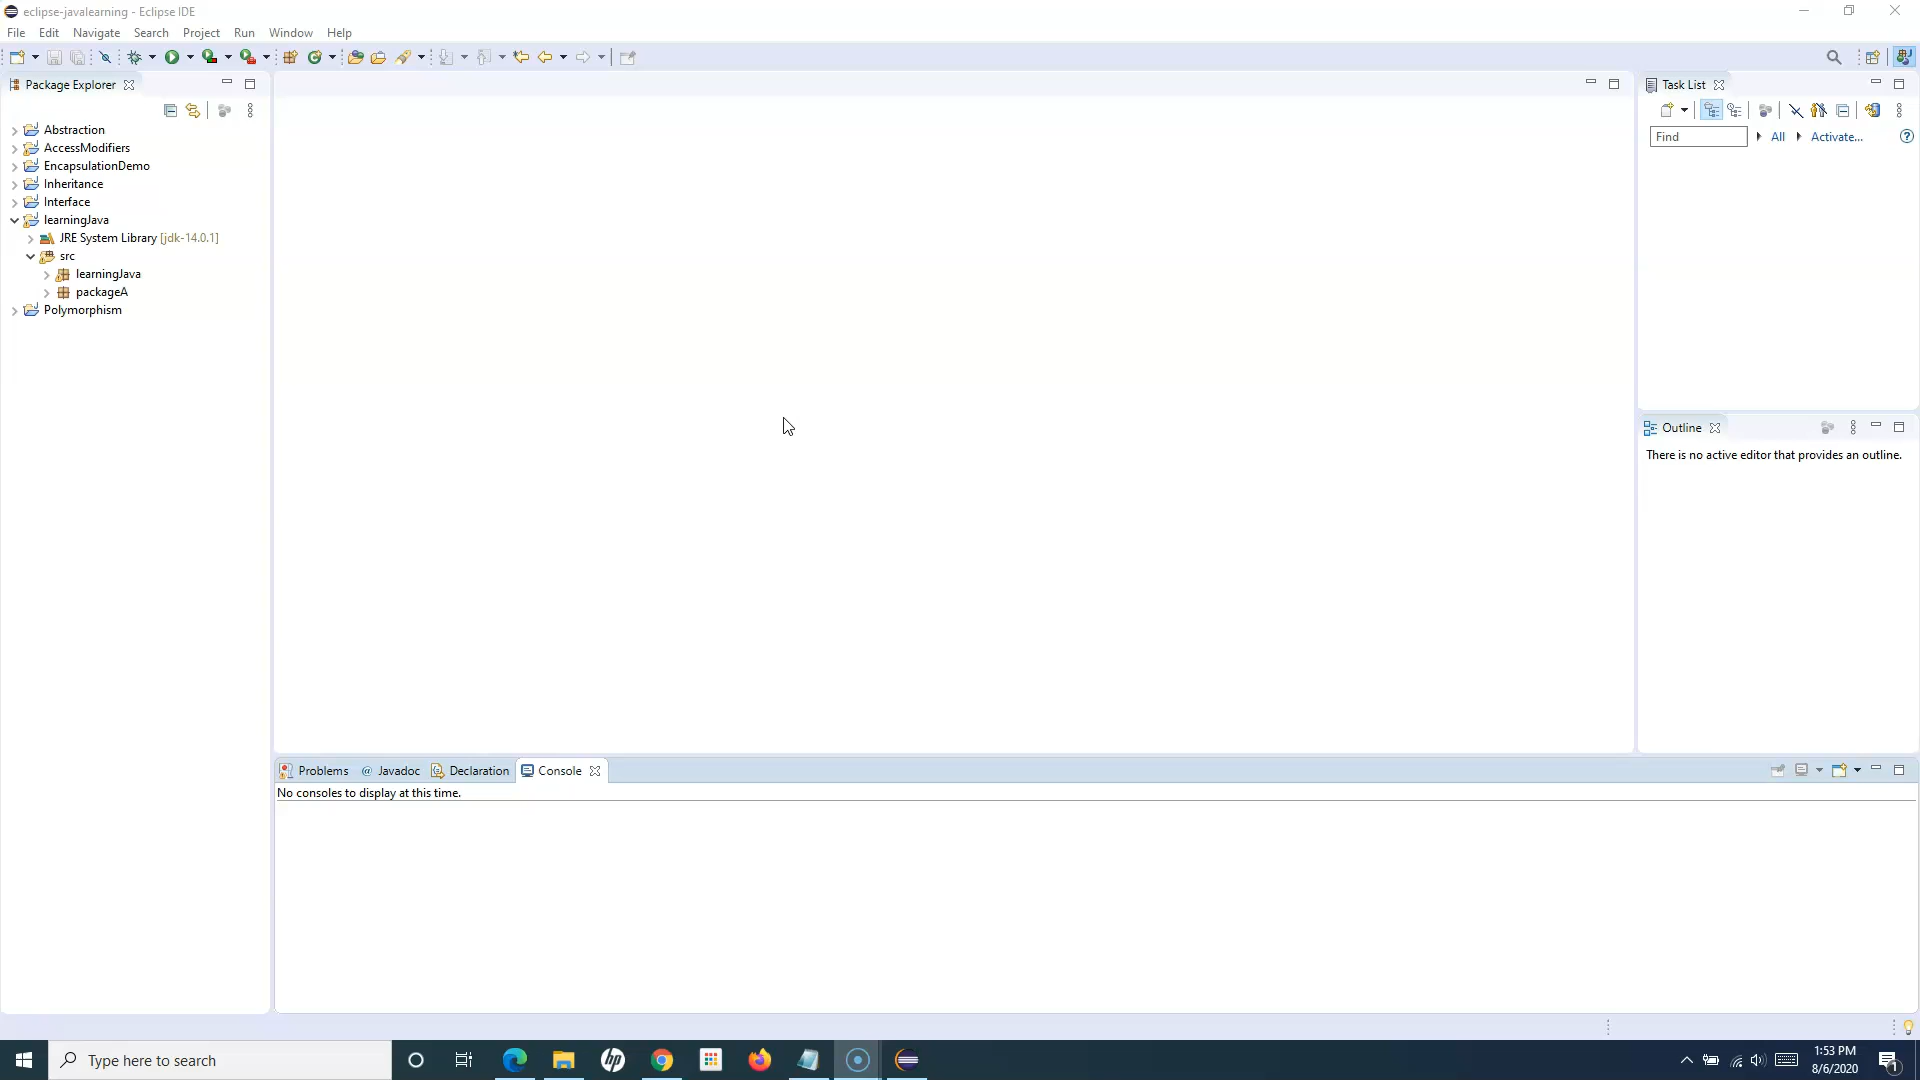 eclipse-javalearning - Eclipse IDE
File Edit Navigate Search Project Run Window Help
Package Explorer
Abstraction
AccessModifiers
EncapsulationDemo
Inheritance
Interface
learningJava
JRE System Library [jdk-14.0.1]
src
learningJava
packageA
Polymorphism
Task List
Find All Activate...
Outline
There is no active editor that provides an outline.
Problems @ Javadoc Declaration Console
No consoles to display at this time.
Type here to search
hp
1:53 PM
8/6/2020
1